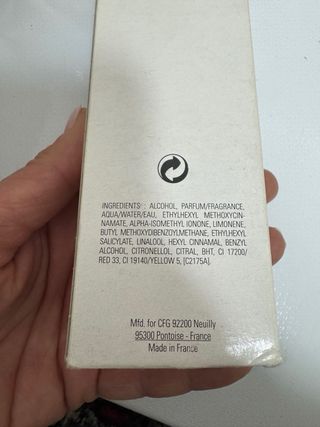 INGREDIENTS : ALCOHOL, PARFUM/FRAGRANCE,
AQUA/WATER/EAU, ETHYLHEXYL METHOXYCIN-
NAMATE, ALPHA-ISOMETHYL IONONE, LIMONENE,
BUTYL METHOXYDIBENZOYLMETHANE, ETHYLHEXYL
SALICYLATE, LINALOOL, HEXYL CINNAMAL, BENZYL
ALCOHOL, CITRONELLOL, CITRAL, BHT, CI 17200/
RED 33, CI 19140/YELLOW 5, [C2175A].
Mfd. for CFG 92200 Neuilly
95300 Pontoise - France
Made in France